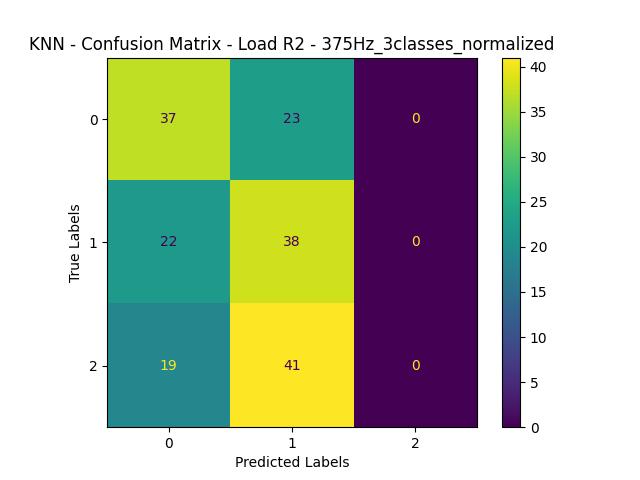 KNN - Confusion Matrix - Load R2 - 375Hz_3classes_normalized
40
35
30
25
20
15
10
5
0
True Labels
0 37 23 0
1 22 38 0
2 19 41 0
0 1 2
Predicted Labels